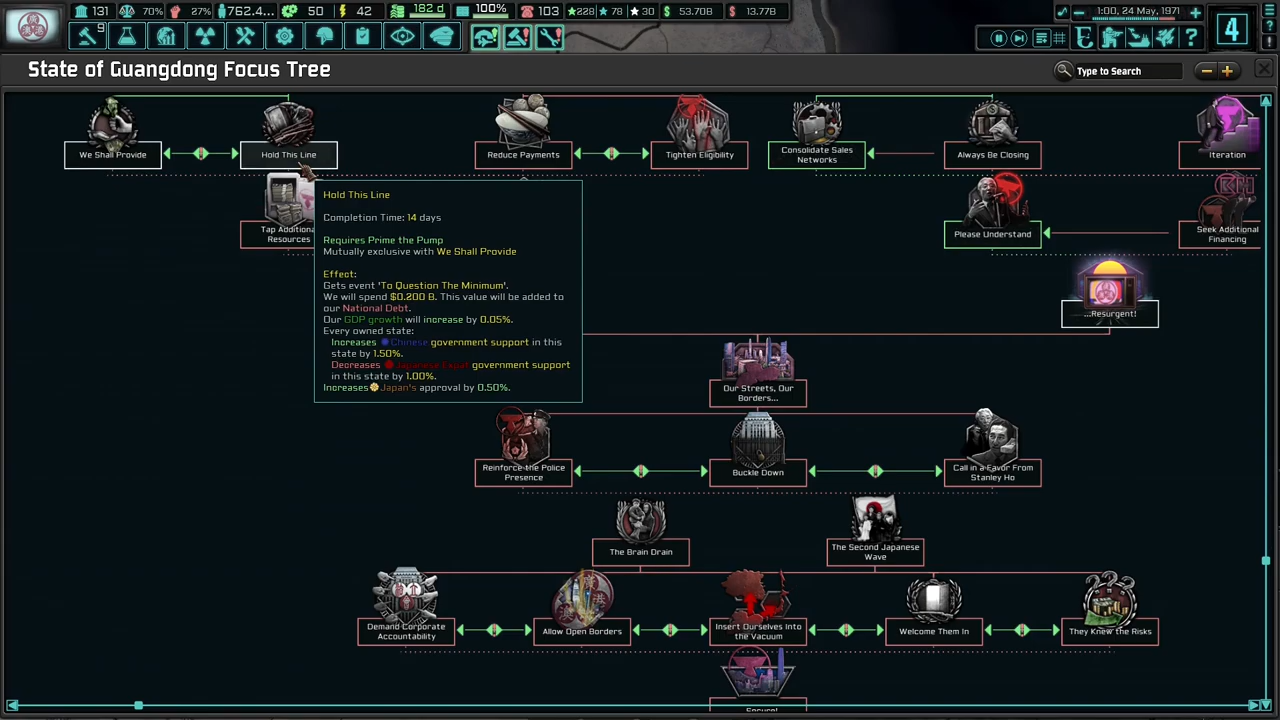 131 70% 27% 762.4... 50 42 182 d 100% 103 228 78 30 $ 53.70B $ 13.77B
1:00, 24 May, 1971
4
9
State of Guangdong Focus Tree
Type to Search
We Shall Provide
Hold This Line
Reduce Payments
Tighten Eligibility
Consolidate Sales
Networks
Always Be Closing
Iteration
Tap Additiona
Resources
Please Understand
Seek Additional
Financing
Hold This Line
Completion Time: 14 days
Requires Prime the Pump
Mutually exclusive with We Shall Provide
Effect:
Gets event 'To Question The Minimum'.
We will spend $0.200 B. This value will be added to
our National Debt.
Our GDP growth will increase by 0.05%.
Every owned state:
Increases Chinese government support in this
state by 1.50%.
Decreases Japanese Expat government support
in this state by 1.00%.
Increases Japan's approval by 0.50%.
...Resurgent!
Our Streets, Our
Borders...
Reinforce the Police
Presence
Buckle Down
Call in a Favor From
Stanley Ho
The Brain Drain
The Second Japanese
Wave
Demand Corporate
Accountability
Allow Open Borders
Insert Ourselves Into
the Vacuum
Welcome Them In
They Knew the Risks